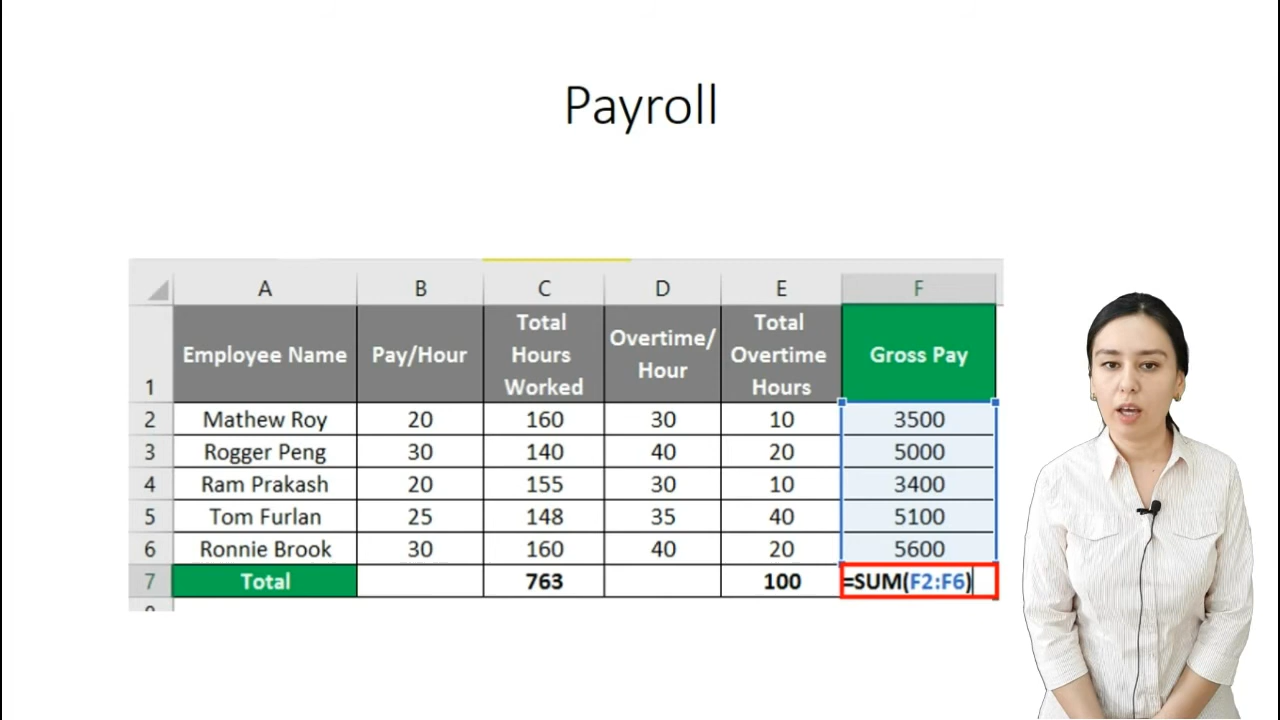 Payroll
A B C D E F
1 Employee Name Pay/Hour Total Hours Worked Overtime/ Hour Total Overtime Hours Gross Pay
2 Mathew Roy 20 160 30 10 3500
3 Rogger Peng 30 140 40 20 5000
4 Ram Prakash 20 155 30 10 3400
5 Tom Furlan 25 148 35 40 5100
6 Ronnie Brook 30 160 40 20 5600
7 Total 763 100 =SUM(F2:F6)